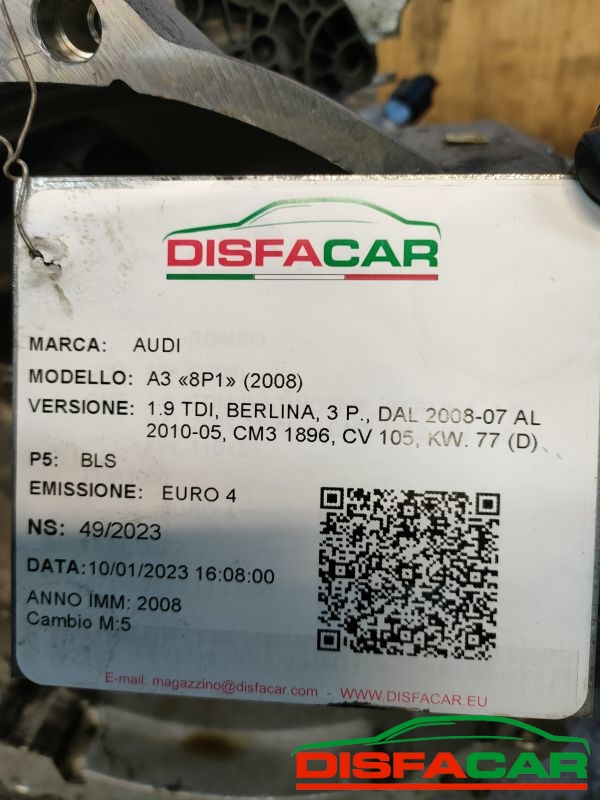 DISFACAR
MARCA: AUDI
MODELLO: A3 «8P1» (2008)
VERSIONE: 1.9 TDI, BERLINA, 3 P., DAL 2008-07 AL
2010-05, CM3 1896, CV 105, KW. 77 (D)
P5: BLS
EMISSIONE: EURO 4
NS: 49/2023
DATA:10/01/2023 16:08:00
ANNO IMM: 2008
Cambio M:5
E-mail: magazzino@disfacar.com - WWW.DISFACAR.EU
DISFACAR